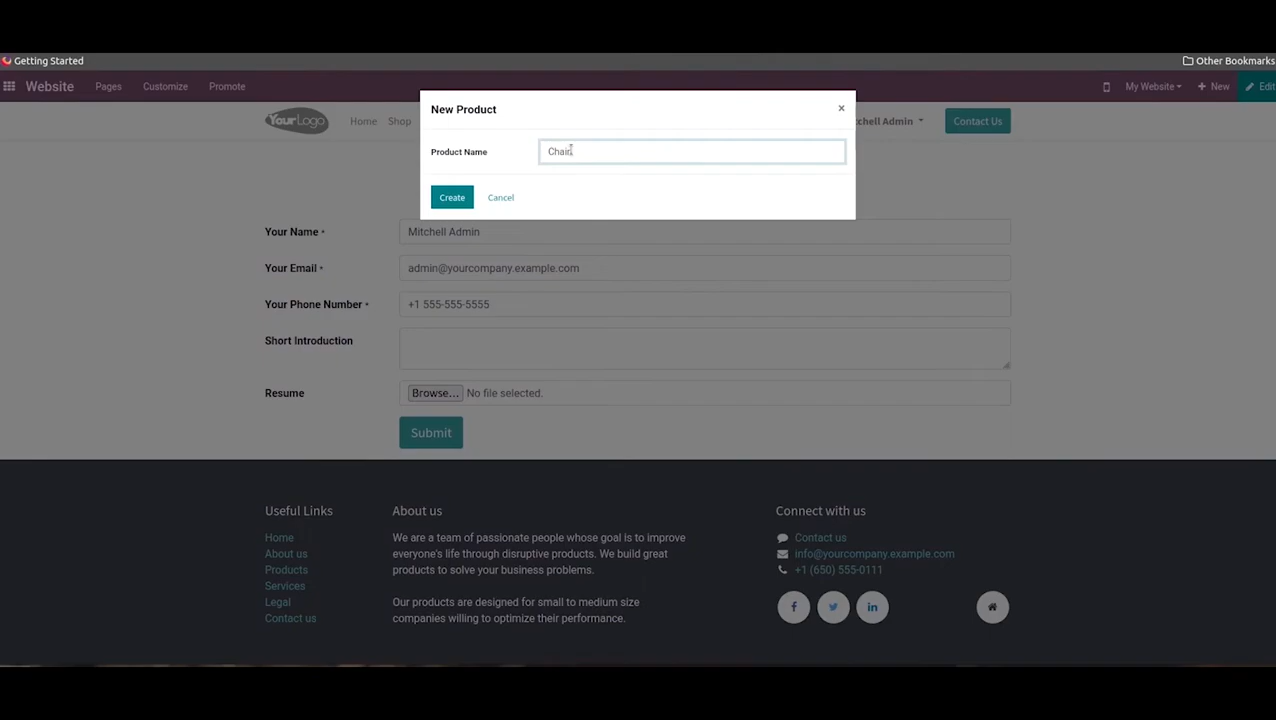 Getting Started
Other Bookmarks
Website Pages Customize Promote My Website + New Edit
YourLogo Home Shop tchell Admin Contact Us
New Product ×
Product Name Chair
Create Cancel
Your Name * Mitchell Admin
Your Email * admin@yourcompany.example.com
Your Phone Number * +1 555-555-5555
Short Introduction
Resume Browse... No file selected.
Submit
Useful Links
Home
About us
Products
Services
Legal
Contact us
About us
We are a team of passionate people whose goal is to improve
everyone's life through disruptive products. We build great
products to solve your business problems.
Our products are designed for small to medium size
companies willing to optimize their performance.
Connect with us
Contact us
info@yourcompany.example.com
+1 (650) 555-0111